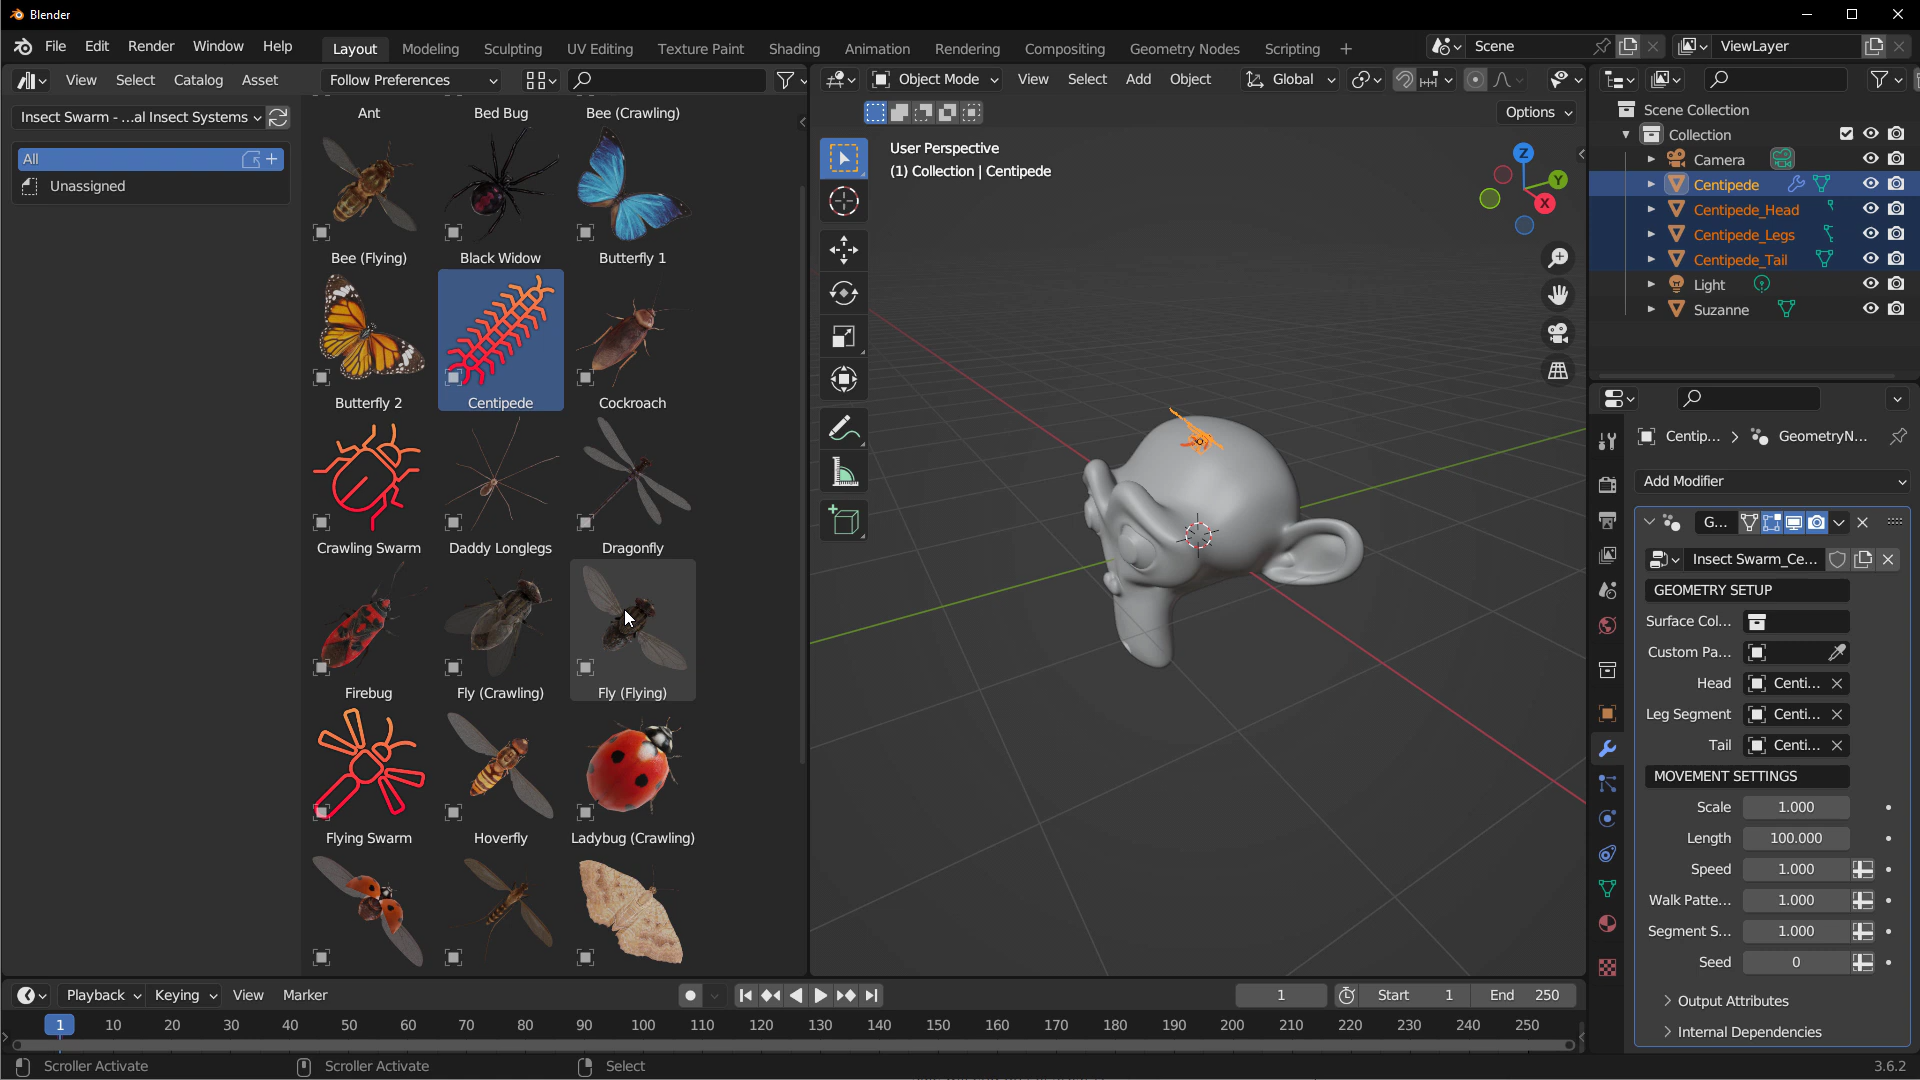 Blender
File Edit Render Window Help
Layout Modeling Sculpting UV Editing Texture Paint Shading Animation Rendering Compositing Geometry Nodes Scripting +
Scene
ViewLayer
View Select Catalog Asset
Follow Preferences
Object Mode
View Select Add Object
Global
Insect Swarm - ...al Insect Systems
All
Unassigned
Ant Bed Bug Bee (Crawling)
Bee (Flying) Black Widow Butterfly 1
Butterfly 2 Centipede Cockroach
Crawling Swarm Daddy Longlegs Dragonfly
Firebug Fly (Crawling) Fly (Flying)
Flying Swarm Hoverfly Ladybug (Crawling)
Options
User Perspective
(1) Collection | Centipede
Z
Y
X
Scene Collection
Collection
Camera
Centipede
Centipede_Head
Centipede_Legs
Centipede_Tail
Light
Suzanne
Centip... GeometryN...
Add Modifier
G...
Insect Swarm_Ce...
GEOMETRY SETUP
Surface Col...
Custom Pa...
Head Centi...
Leg Segment Centi...
Tail Centi...
MOVEMENT SETTINGS
Scale 1.000
Length 100.000
Speed 1.000
Walk Patte... 1.000
Segment S... 1.000
Seed 0
Output Attributes
Internal Dependencies
Playback Keying View Marker
1
Start 1 End 250
1 10 20 30 40 50 60 70 80 90 100 110 120 130 140 150 160 170 180 190 200 210 220 230 240 250
Scroller Activate Scroller Activate Select
3.6.2